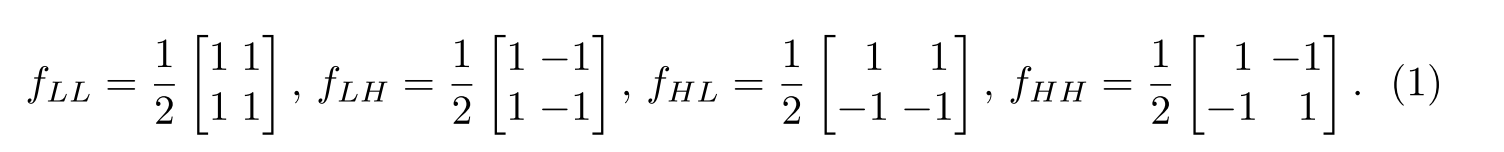 f_{LL} = \frac{1}{2} \begin{bmatrix} 1 & 1 \\ 1 & 1 \end{bmatrix}, f_{LH} = \frac{1}{2} \begin{bmatrix} 1 & -1 \\ 1 & -1 \end{bmatrix}, f_{HL} = \frac{1}{2} \begin{bmatrix} 1 & 1 \\ -1 & -1 \end{bmatrix}, f_{HH} = \frac{1}{2} \begin{bmatrix} 1 & -1 \\ -1 & 1 \end{bmatrix}. (1)